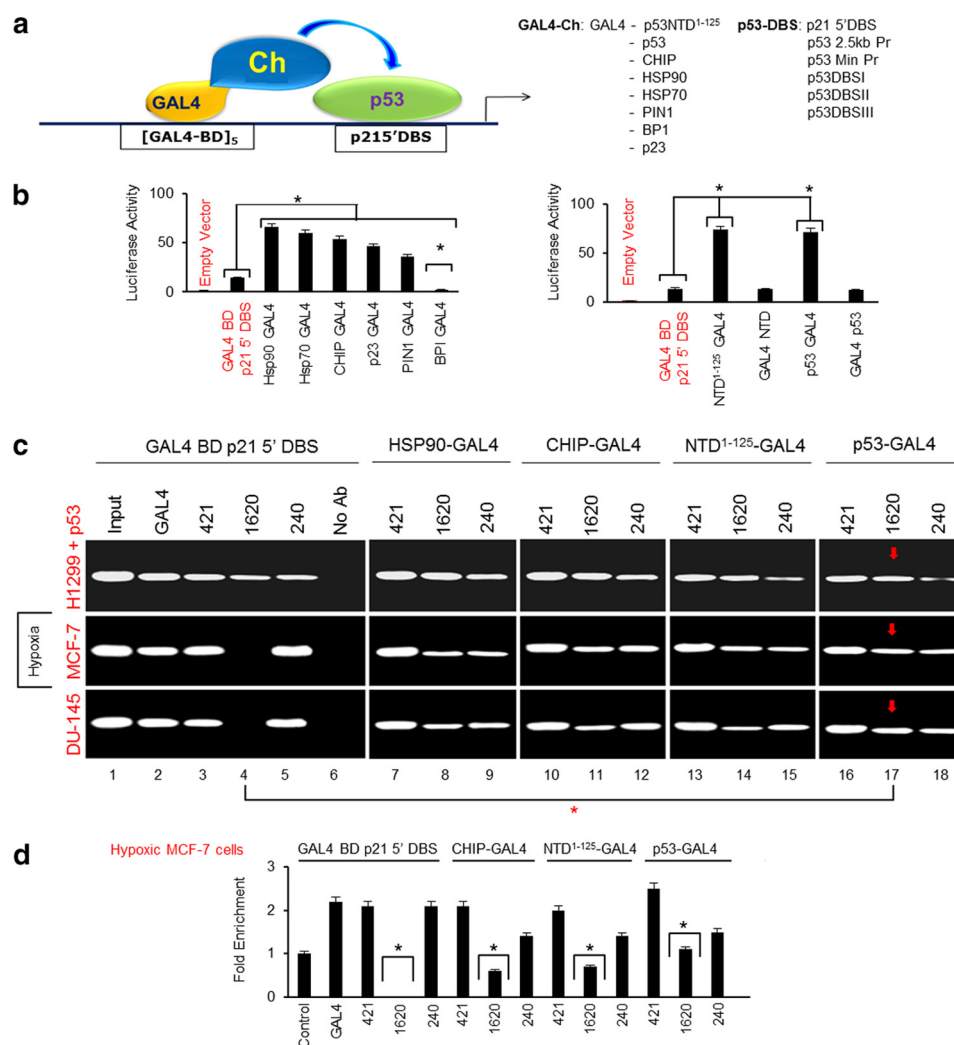 a
GAL4-Ch: GAL4 - p53NTD1-125
- p53
- CHIP
- HSP90
- HSP70
- PIN1
- BP1
- p23
p53-DBS: p21 5'DBS
p53 2.5kb Pr
p53 Min Pr
p53DBSI
p53DBSII
p53DBSIII
Ch
GAL4
p53
[GAL4-BD]5
p215'DBS
b
Luciferase Activity
100
50
0
*
*
Empty Vector
GAL4 BD
p21 5' DBS
Hsp90 GAL4
Hsp70 GAL4
CHIP GAL4
p23 GAL4
PIN1 GAL4
BPI GAL4
Luciferase Activity
100
50
0
*
*
Empty Vector
GAL4 BD
p21 5' DBS
NTD1-125 GAL4
GAL4 NTD
p53 GAL4
GAL4 p53
c
GAL4 BD p21 5' DBS
HSP90-GAL4
CHIP-GAL4
NTD1-125-GAL4
p53-GAL4
Input
GAL4
421
1620
240
No Ab
421
1620
240
421
1620
240
421
1620
240
421
1620
240
H1299 + p53
Hypoxia
MCF-7
DU-145
1 2 3 4 5 6 7 8 9 10 11 12 13 14 15 16 17 18
*
d
Hypoxic MCF-7 cells
GAL4 BD p21 5' DBS
CHIP-GAL4
NTD1-125-GAL4
p53-GAL4
Fold Enrichment
3
2
1
0
*
*
*
*
Control
GAL4
421
1620
240
421
1620
240
421
1620
240
421
1620
240